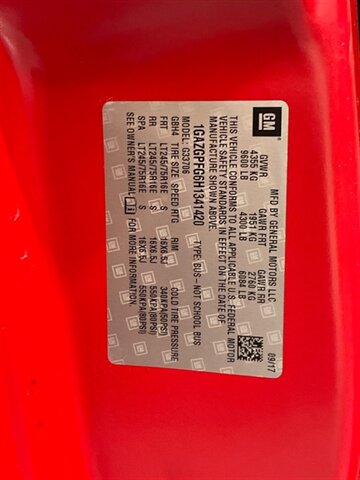 GM
MFD BY GENERAL MOTORS LLC
09/17
GVWR GAWR FRT GAWR RR
4355 KG 1951 KG 2760 KG
9600 LB 4300 LB 6084 LB
THIS VEHICLE CONFORMS TO ALL APPLICABLE U.S. FEDERAL MOTOR
VEHICLE SAFETY STANDARDS IN EFFECT ON THE DATE OF
MANUFACTURE SHOWN ABOVE.
1GAZGPFG6H1341420 TYPE: BUS-NOT SCHOOL BUS
MODEL: G33706
GBH4 TIRE SIZE SPEED RTG RIM COLD TIRE PRESSURE
FRT LT245/75R16E S 16X6.5J 340KPA(50PSI)
RR LT245/75R16E S 16X6.5J 550KPA(80PSI)
SPA LT245/75R16E S 16X6.5J 550KPA(80PSI)
SEE OWNER'S MANUAL FOR MORE INFORMATION.